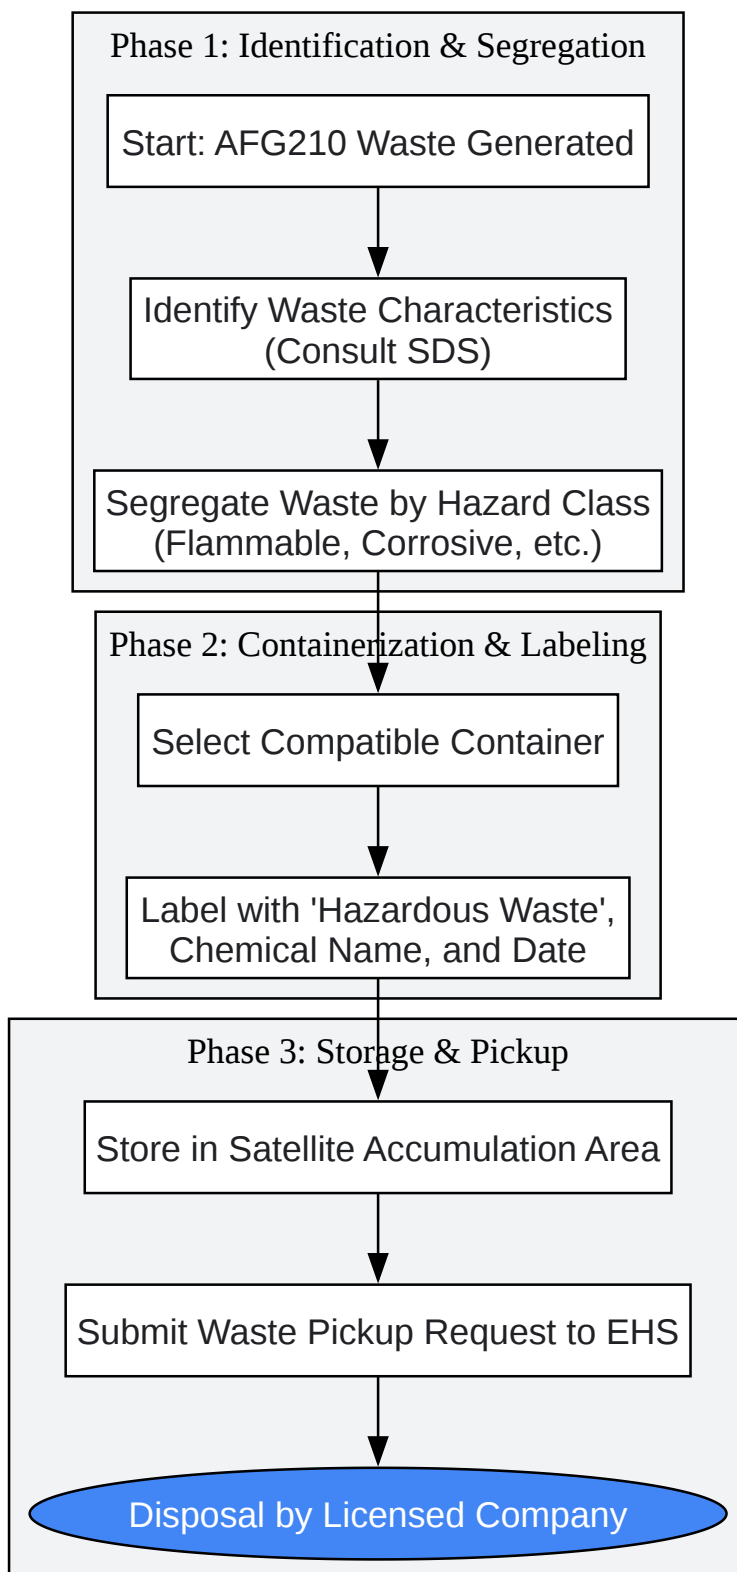 Phase 1: Identification & Segregation
Start: AFG210 Waste Generated
Identify Waste Characteristics
(Consult SDS)
Segregate Waste by Hazard Class
(Flammable, Corrosive, etc.)
Phase 2: Containerization & Labeling
Select Compatible Container
Label with 'Hazardous Waste',
Chemical Name, and Date
Phase 3: Storage & Pickup
Store in Satellite Accumulation Area
Submit Waste Pickup Request to EHS
Disposal by Licensed Company